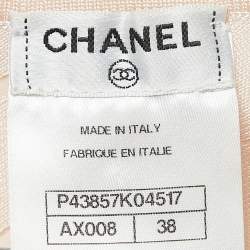 CHANEL
MADE IN ITALY
FABRIQUE EN ITALIE
P43857K04517
AX008 38